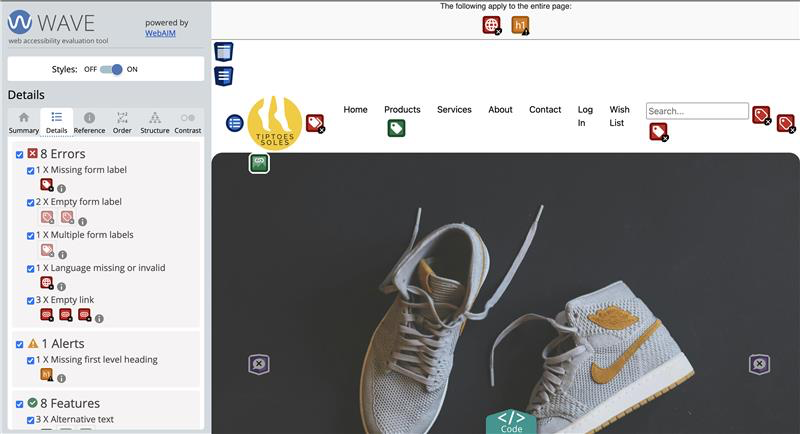 WAVE
web accessibility evaluation tool
powered by
WebAIM
Styles: OFF ON
Details
Summary Details Reference Order Structure Contrast
8 Errors
1 X Missing form label
2 X Empty form label
1 X Multiple form labels
1 X Language missing or invalid
3 X Empty link
1 Alerts
1 X Missing first level heading
h1
8 Features
3 X Alternative text
The following apply to the entire page:
h1
TIPTOES
SOLES
Home Products Services About Contact Log In Wish List Search...
</>
Code